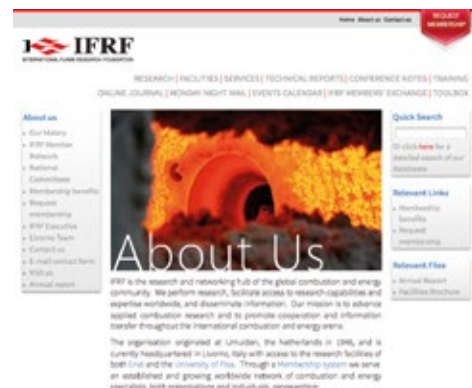 Home About us Contact us
REQUEST
MEMBERSHIP
IFRF
INTERNATIONAL FLAME RESEARCH FOUNDATION
RESEARCH | FACILITIES | SERVICES | TECHNICAL REPORTS | CONFERENCE NOTES | TRAINING
ONLINE JOURNAL | MONDAY NIGHT MAIL | EVENTS CALENDAR | IFRF MEMBERS' EXCHANGE | TOOLBOX
About us
Our History
IFRF Member
Network
National
Committees
Membership benefits
Request
membership
IFRF Executive
Livorno Team
Contact us
E-mail contact form
Visit us
Annual report
About Us
IFRF is the research and networking hub of the global combustion and energy
community. We perform research, facilitate access to research capabilities and
expertise worldwide, and disseminate information. Our mission is to advance
applied combustion research and to promote cooperation and information
transfer throughout the international combustion and energy arena.
The organisation originated at IJmuiden, the Netherlands in 1948, and is
currently headquartered in Livorno, Italy with access to the research facilities of
both Enel and the University of Pisa. Through a Membership system we serve
an established and growing worldwide network of combustion and energy
specialists, both organisations and individuals, representing
Quick Search
Or click here for a
detailed search of our
databases
Relevant Links
Membership
benefits
Request
membership
Relevant Files
Annual Report
Facilities Brochure